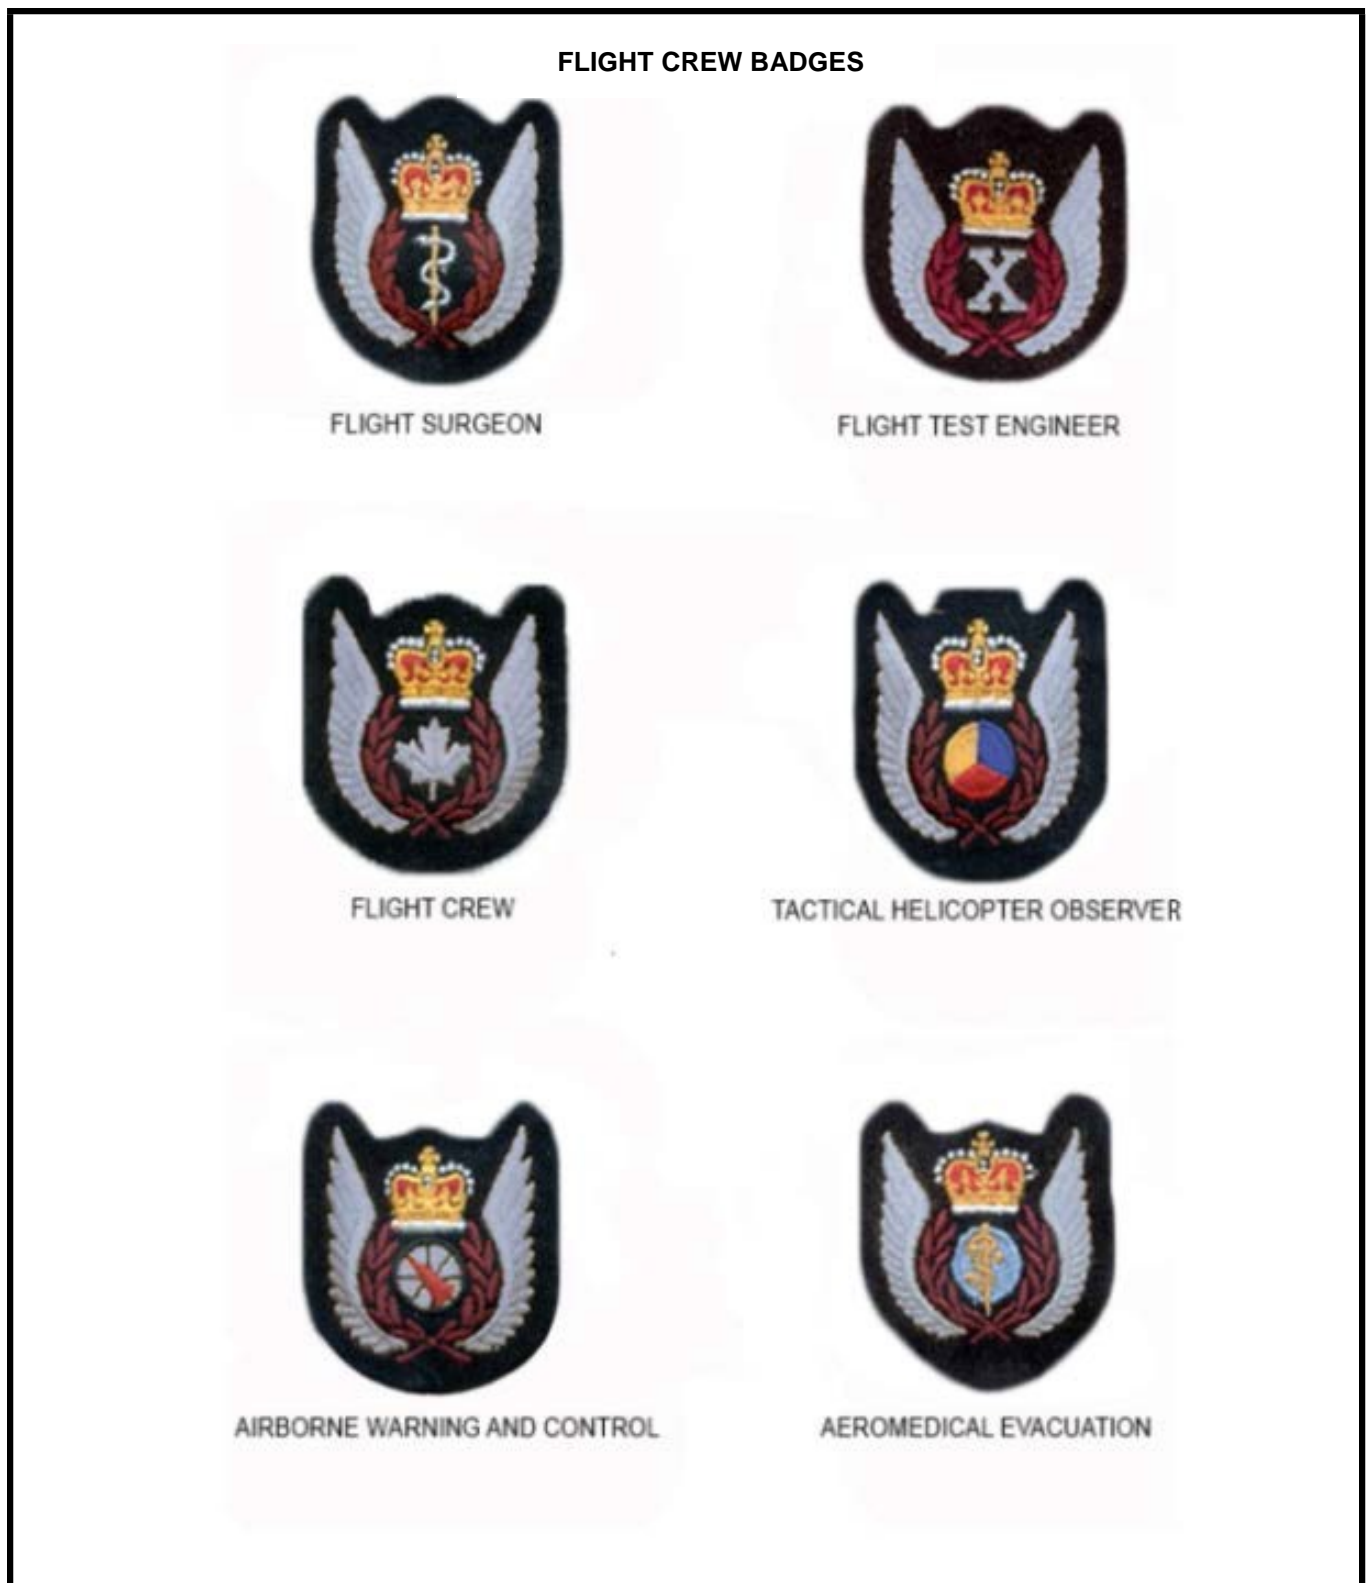 FLIGHT CREW BADGES
FLIGHT SURGEON
FLIGHT TEST ENGINEER
X
FLIGHT CREW
TACTICAL HELICOPTER OBSERVER
AIRBORNE WARNING AND CONTROL
AEROMEDICAL EVACUATION